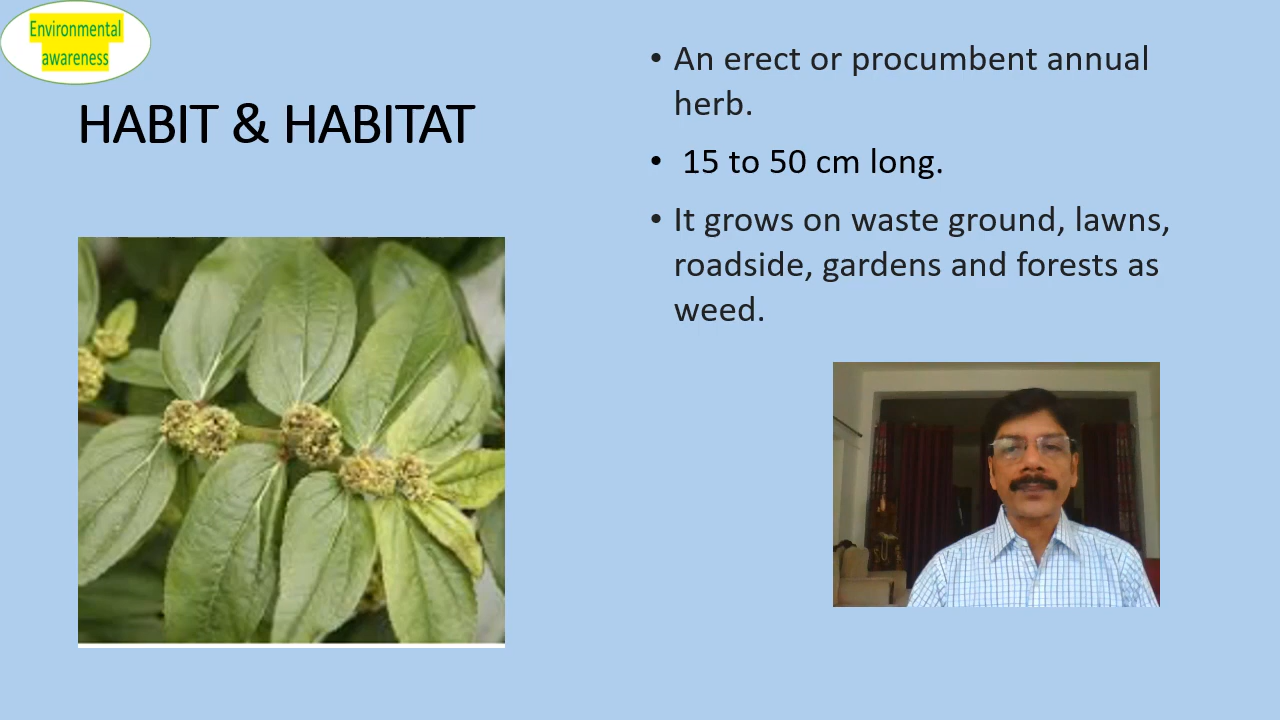 Environmental
awareness
HABIT & HABITAT
• An erect or procumbent annual
herb.
• 15 to 50 cm long.
• It grows on waste ground, lawns,
roadside, gardens and forests as
weed.